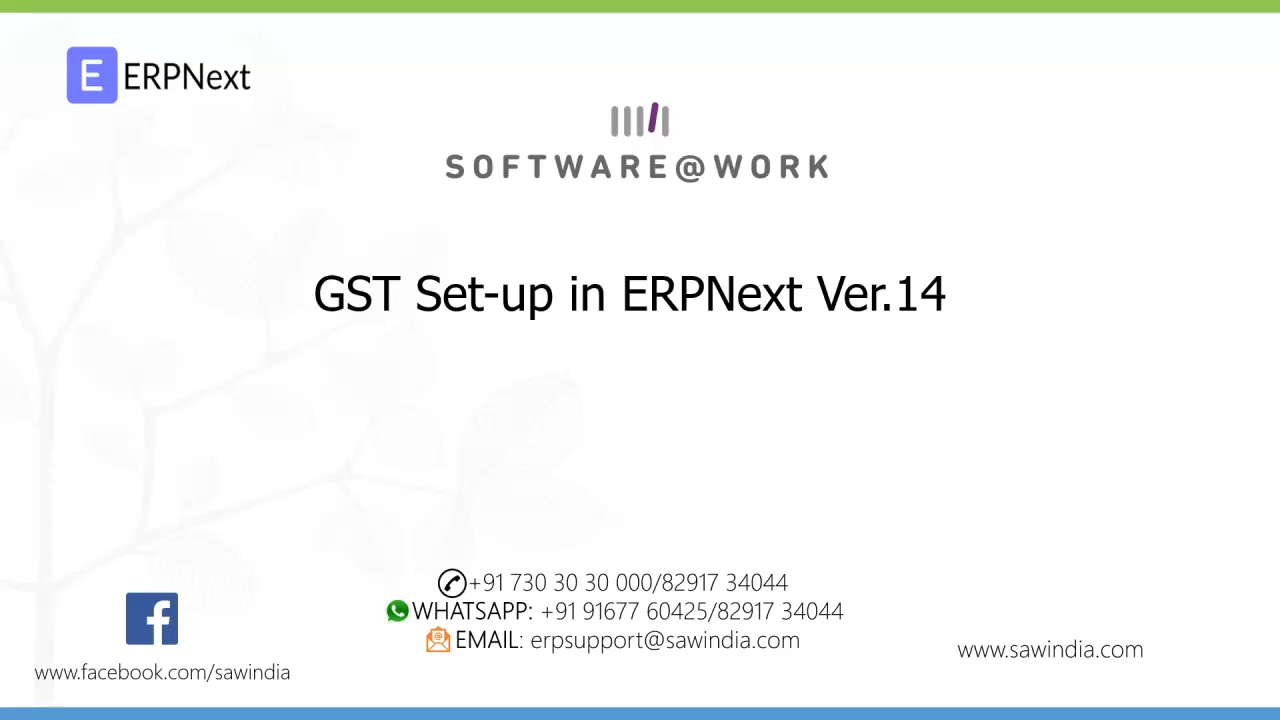 E ERPNext
SOFTWARE@WORK
GST Set-up in ERPNext Ver.14
+91 730 30 30 000/82917 34044
WHATSAPP: +91 91677 60425/82917 34044
EMAIL: erpsupport@sawindia.com
www.sawindia.com
f
www.facebook.com/sawindia